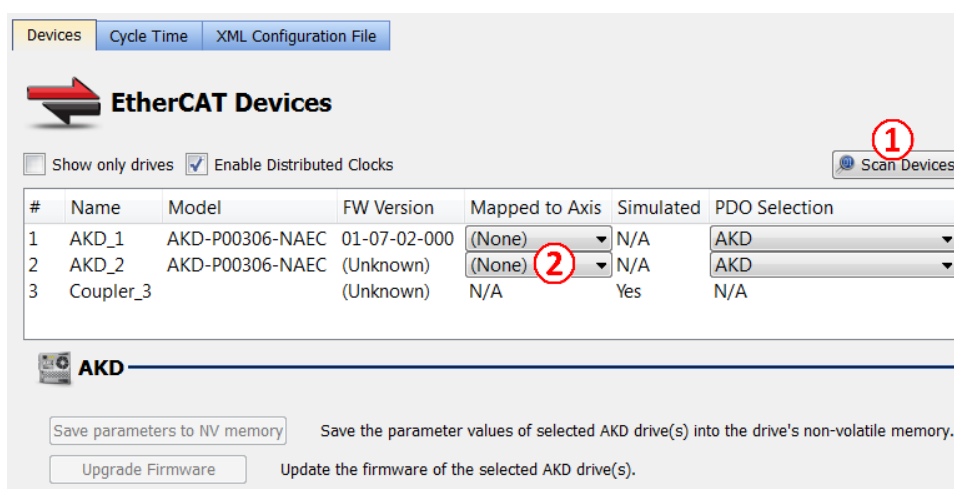 Devices Cycle Time XML Configuration File
EtherCAT Devices
1
Show only drives Enable Distributed Clocks Scan Devices
# Name Model FW Version Mapped to Axis Simulated PDO Selection
1 AKD_1 AKD-P00306-NAEC 01-07-02-000 (None) N/A AKD
2 AKD_2 AKD-P00306-NAEC (Unknown) (None) 2 N/A AKD
3 Coupler_3 (Unknown) N/A Yes N/A
AKD
Save parameters to NV memory Save the parameter values of selected AKD drive(s) into the drive's non-volatile memory.
Upgrade Firmware Update the firmware of the selected AKD drive(s).